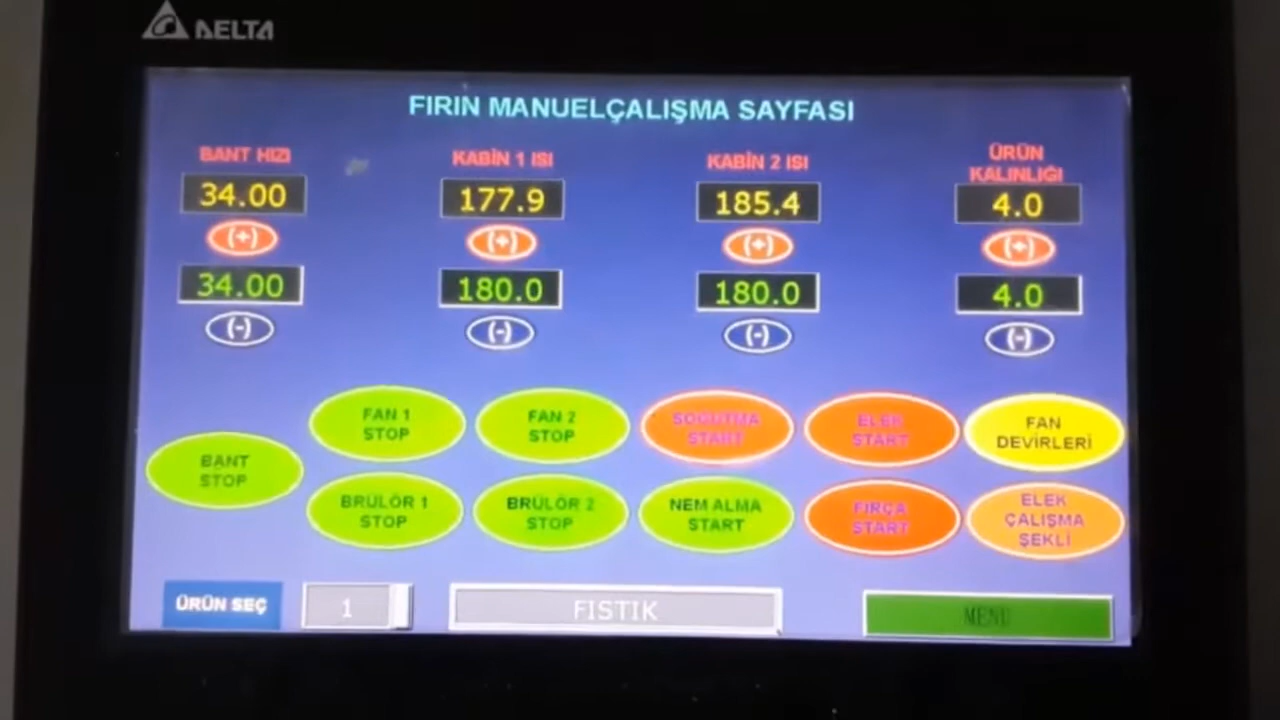 DELTA
FIRIN MANUELÇALIŞMA SAYFASI
BANT HIZI
KABİN 1 ISI
KABİN 2 ISI
ÜRÜN
KALINLIĞI
34.00
177.9
185.4
4.0
(+)
(+)
(+)
(+)
34.00
180.0
180.0
4.0
(-)
(-)
(-)
(-)
BANT
STOP
FAN 1
STOP
FAN 2
STOP
SOĞUTMA
START
ELEK
START
FAN
DEVİRLERİ
BRÜLÖR 1
STOP
BRÜLÖR 2
STOP
NEM ALMA
START
FIRÇA
START
ELEK
ÇALIŞMA
ŞEKLİ
ÜRÜN SEÇ
1
FISTIK
MENU